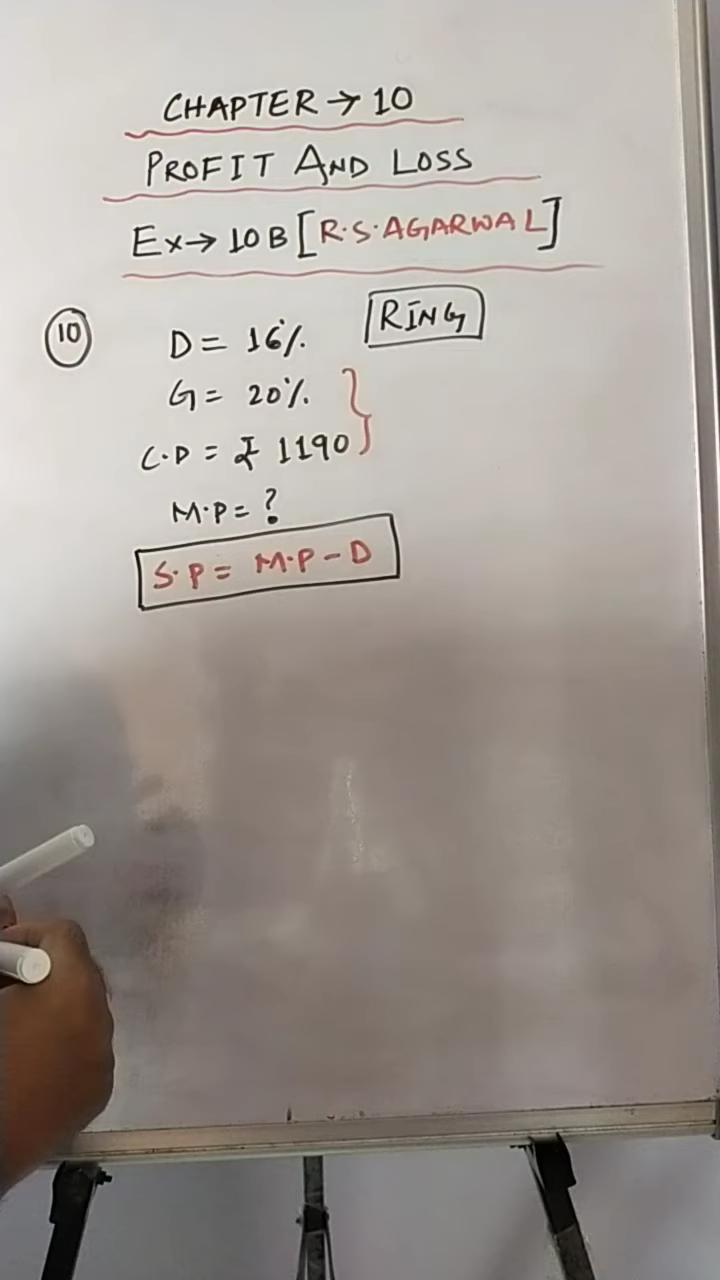 CHAPTER → 10
PROFIT AND LOSS
Ex → 10B [R.S.AGARWAL]
10 D = 16% RING
G = 20%
C.P = ₹ 1190
M.P = ?
S.P = M.P - D